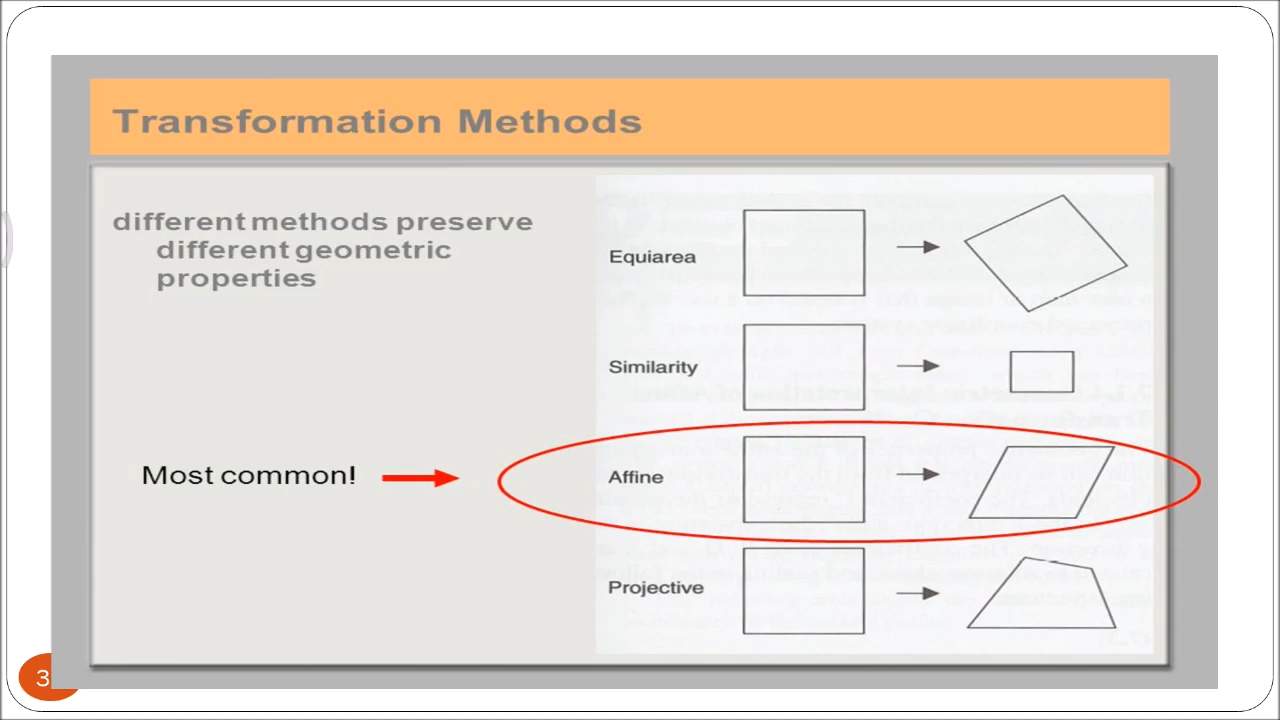 Transformation Methods
different methods preserve
different geometric
properties
Equiarea
Similarity
Most common!
Affine
Projective
3